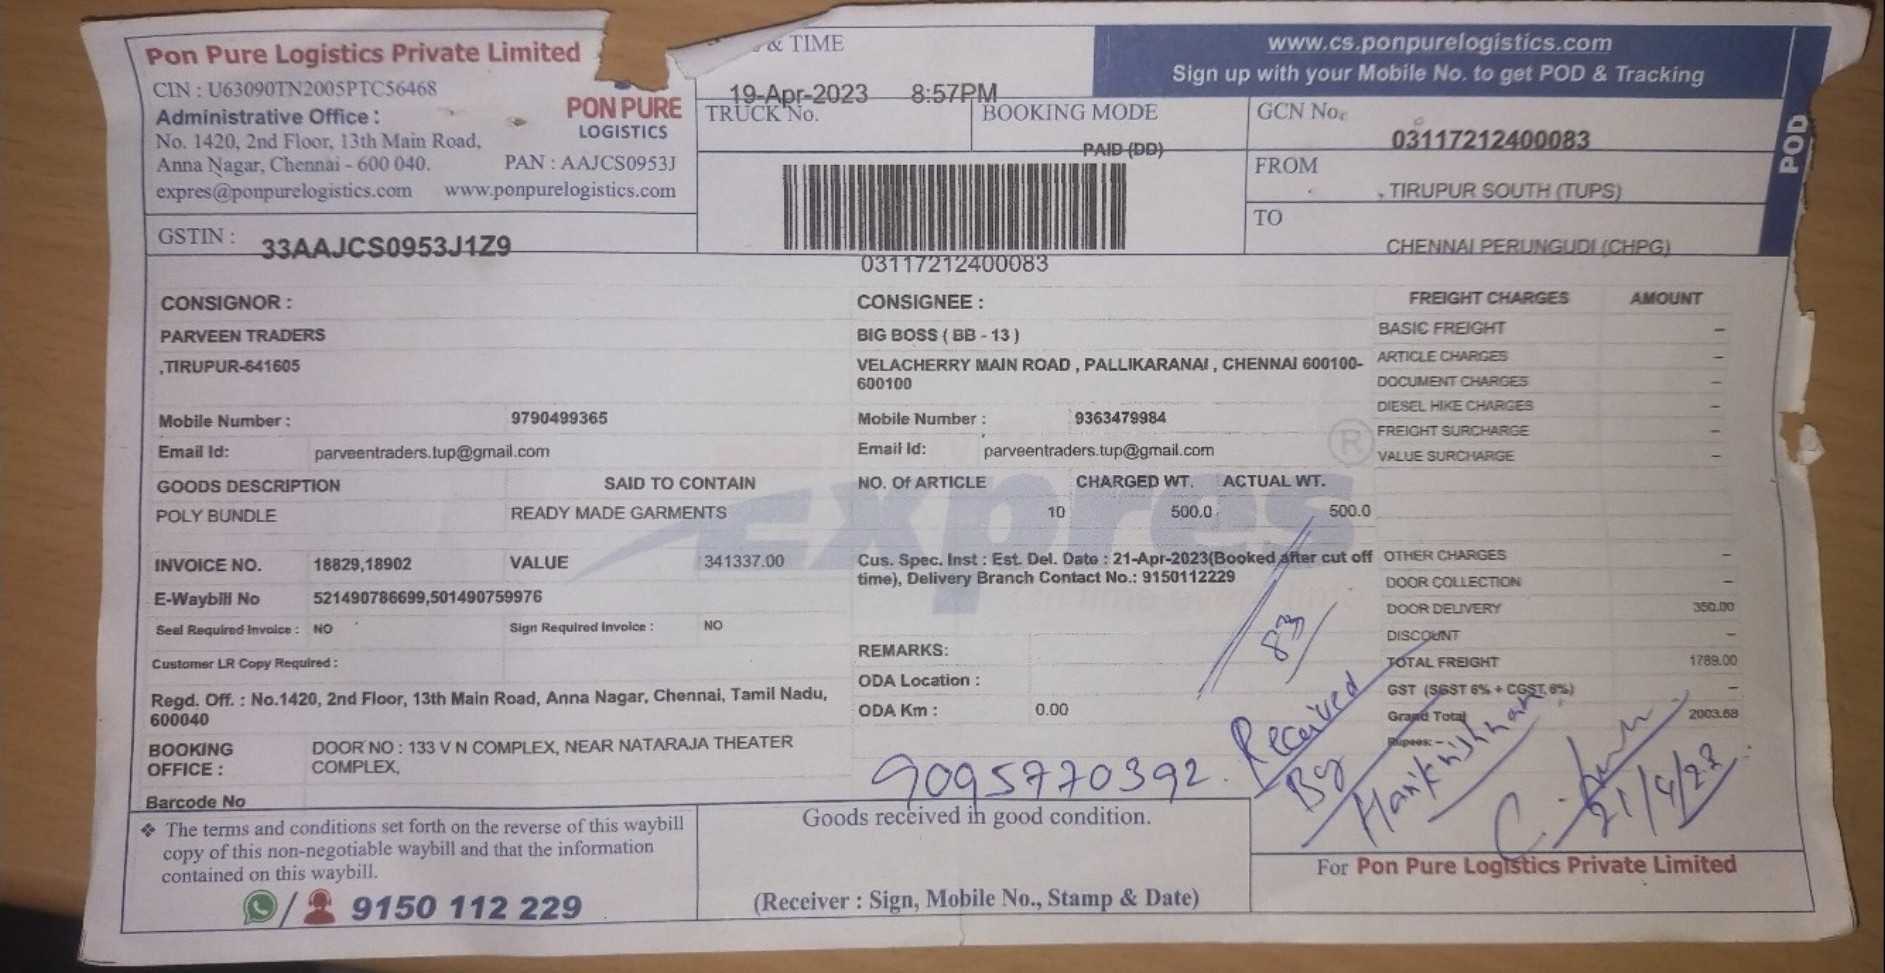 Pon Pure Logistics Private Limited
CIN : U63090TN2005PTC56468
Administrative Office :
No. 1420, 2nd Floor, 13th Main Road,
Anna Nagar, Chennai - 600 040. PAN : AAJCS0953J
expres@ponpurelogistics.com www.ponpurelogistics.com
PON PURE
LOGISTICS
GSTIN : 33AAJCS0953J1Z9
& TIME
19-Apr-2023 8:57PM
TRUCK No. BOOKING MODE
PAID (DD)
03117212400083
www.cs.ponpurelogistics.com
Sign up with your Mobile No. to get POD & Tracking
GCN No. 03117212400083
FROM
, TIRUPUR SOUTH (TUPS)
TO
CHENNAI PERUNGUDI (CHPG)
POD
CONSIGNOR :
PARVEEN TRADERS
,TIRUPUR-641605
Mobile Number : 9790499365
Email Id: parveentraders.tup@gmail.com
CONSIGNEE :
BIG BOSS ( BB - 13 )
VELACHERRY MAIN ROAD , PALLIKARANAI , CHENNAI 600100-
600100
Mobile Number : 9363479984
Email Id: parveentraders.tup@gmail.com
GOODS DESCRIPTION SAID TO CONTAIN NO. Of ARTICLE CHARGED WT. ACTUAL WT.
POLY BUNDLE READY MADE GARMENTS 10 500.0 500.0
expres ®
INVOICE NO. 18829,18902 VALUE 341337.00
E-Waybill No 521490786699,501490759976
Seal Required Invoice : NO Sign Required Invoice : NO
Customer LR Copy Required :
Regd. Off. : No.1420, 2nd Floor, 13th Main Road, Anna Nagar, Chennai, Tamil Nadu,
600040
BOOKING DOOR NO : 133 V N COMPLEX, NEAR NATARAJA THEATER
OFFICE : COMPLEX,
Barcode No
Cus. Spec. Inst : Est. Del. Date : 21-Apr-2023(Booked after cut off
time), Delivery Branch Contact No.: 9150112229
REMARKS:
ODA Location :
ODA Km : 0.00
FREIGHT CHARGES AMOUNT
BASIC FREIGHT –
ARTICLE CHARGES –
DOCUMENT CHARGES –
DIESEL HIKE CHARGES –
FREIGHT SURCHARGE –
VALUE SURCHARGE –
OTHER CHARGES –
DOOR COLLECTION –
DOOR DELIVERY 350.00
DISCOUNT –
TOTAL FREIGHT 1789.00
GST (SGST 6% + CGST 6%) –
Grand Total 2003.68
Rupees: –
83
9095770392.
Received
By
21/4/23
❖ The terms and conditions set forth on the reverse of this waybill
copy of this non-negotiable waybill and that the information
contained on this waybill.
/ 9150 112 229
Goods received in good condition.
(Receiver : Sign, Mobile No., Stamp & Date)
For Pon Pure Logistics Private Limited